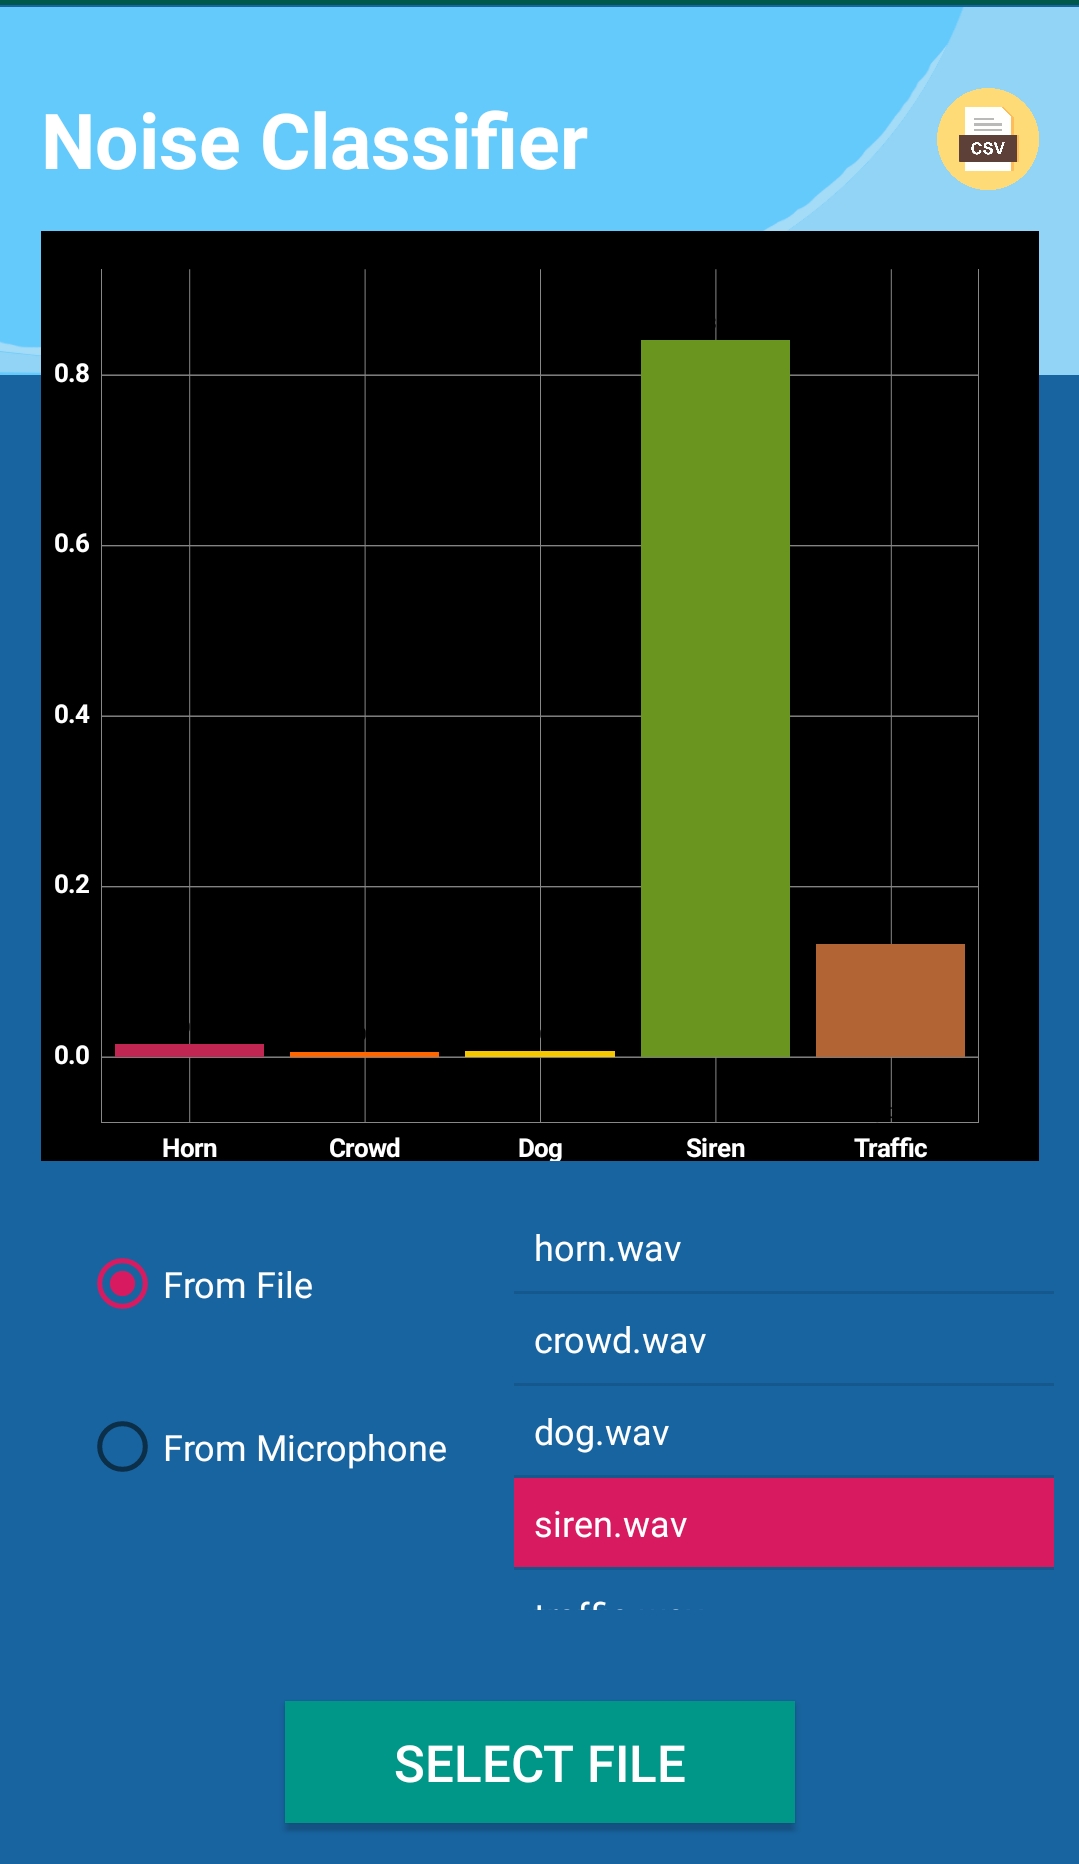 Noise Classifier
CSV
0.8
0.6
0.4
0.2
0.0
Horn Crowd Dog Siren Traffic
From File
From Microphone
horn.wav
crowd.wav
dog.wav
siren.wav
SELECT FILE